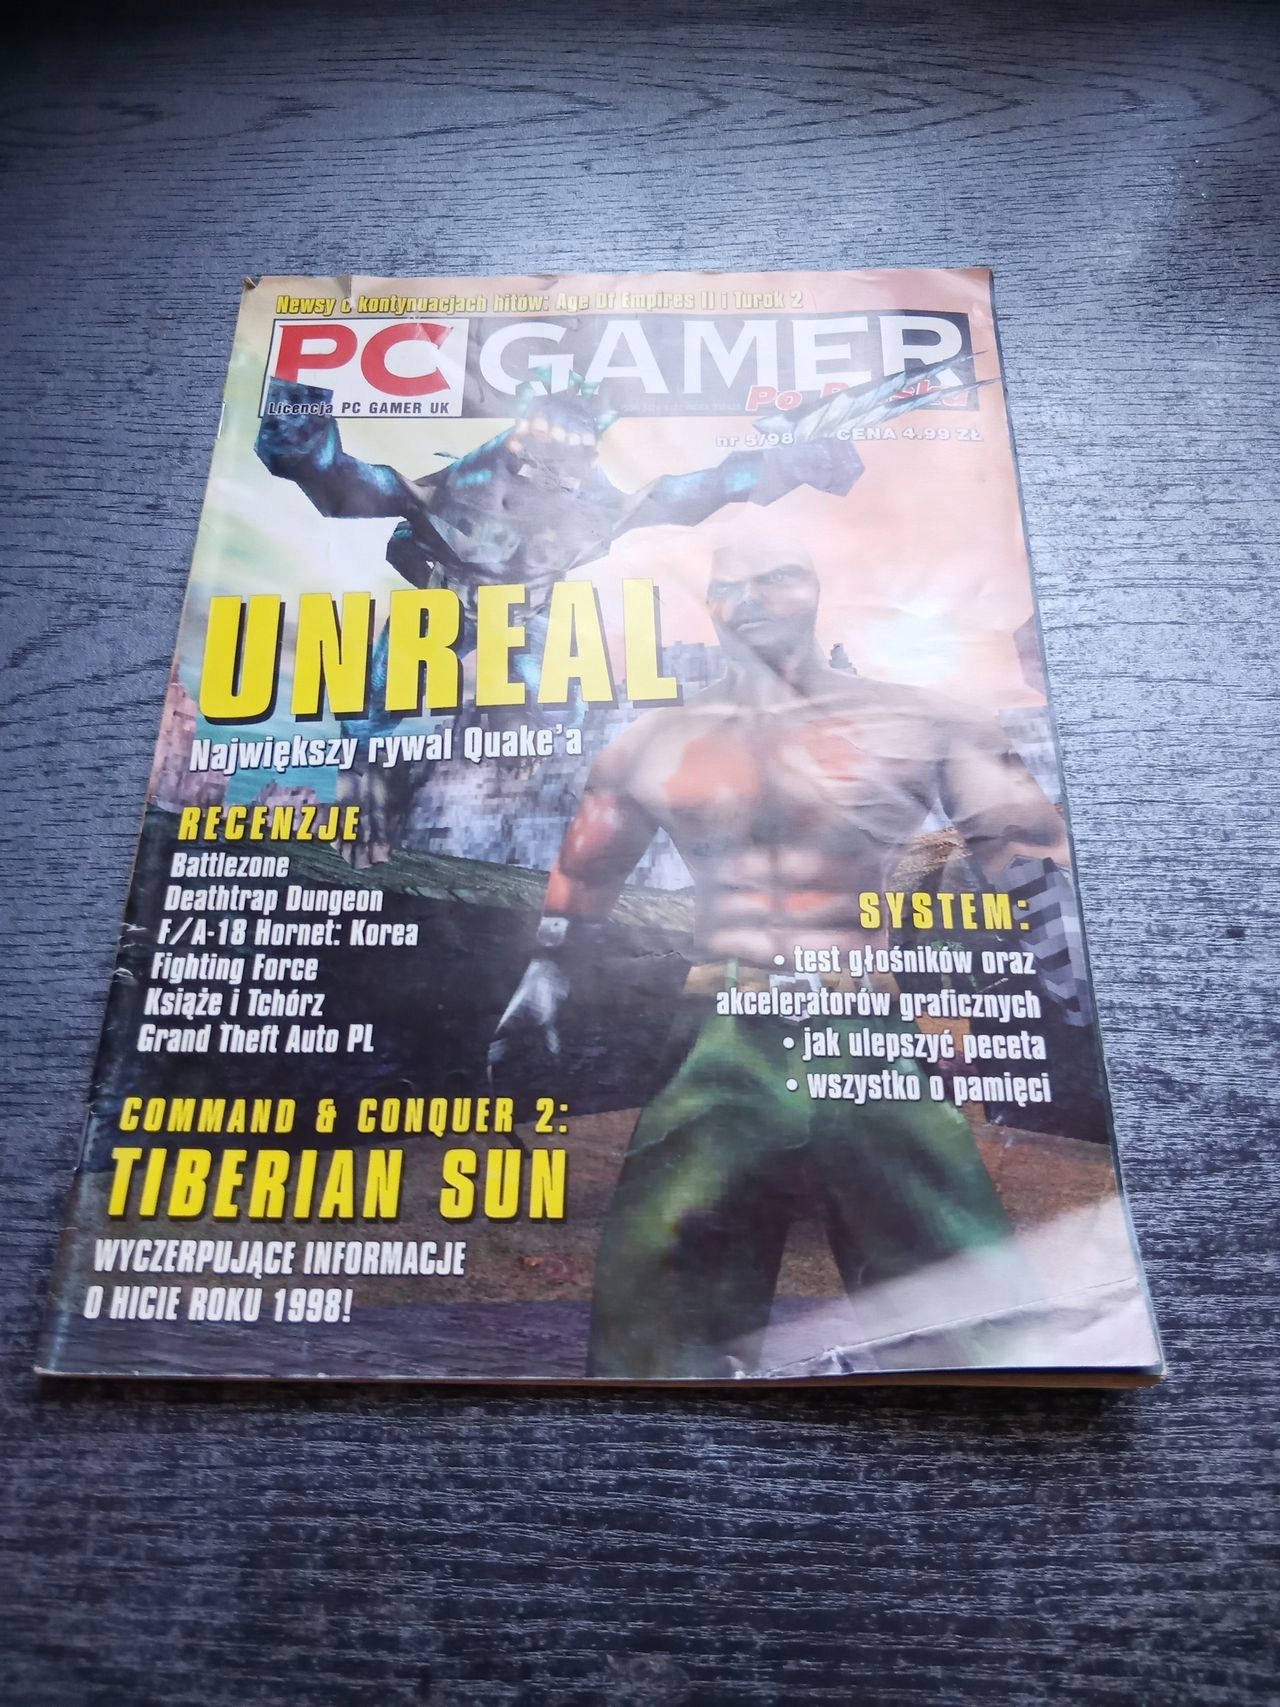 Newsy o kontynuacjach hitów: Age Of Empires II i Turok 2
PC GAMER
Po Polsku
Licencja PC GAMER UK
nr 5/98 CENA 4.99 ZŁ
UNREAL
Największy rywal Quake'a
RECENZJE
Battlezone
Deathtrap Dungeon
F/A-18 Hornet: Korea
Fighting Force
Książe i Tchórz
Grand Theft Auto PL
SYSTEM:
• test głośników oraz
akceleratorów graficznych
• jak ulepszyć peceta
• wszystko o pamięci
COMMAND & CONQUER 2:
TIBERIAN SUN
WYCZERPUJĄCE INFORMACJE
O HICIE ROKU 1998!